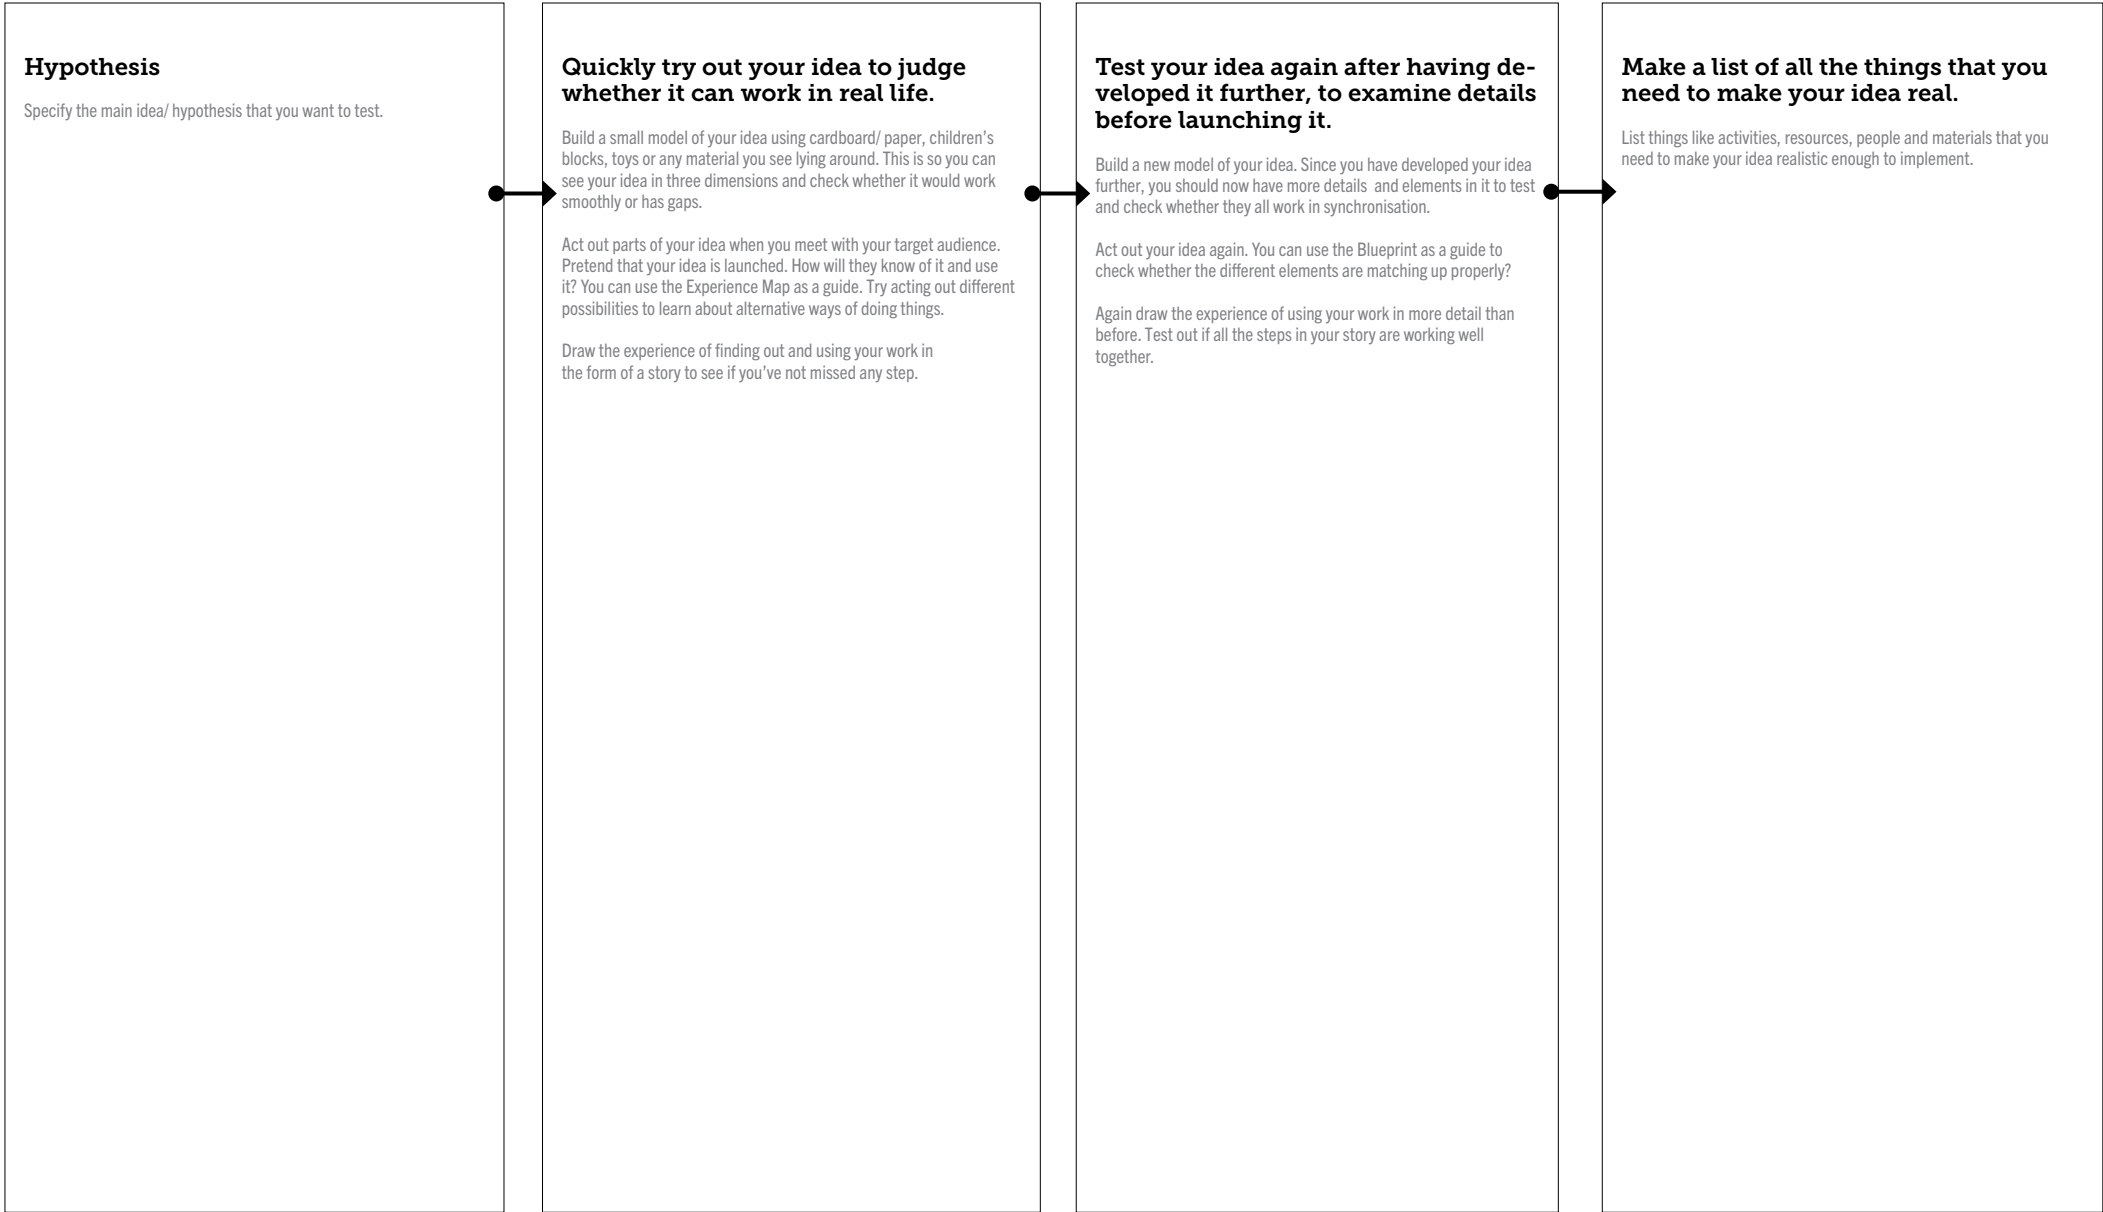 Hypothesis
Specify the main idea/ hypothesis that you want to test.
Quickly try out your idea to judge
whether it can work in real life.
Build a small model of your idea using cardboard/ paper, children's
blocks, toys or any material you see lying around. This is so you can
see your idea in three dimensions and check whether it would work
smoothly or has gaps.
Act out parts of your idea when you meet with your target audience.
Pretend that your idea is launched. How will they know of it and use
it? You can use the Experience Map as a guide. Try acting out different
possibilities to learn about alternative ways of doing things.
Draw the experience of finding out and using your work in
the form of a story to see if you've not missed any step.
Test your idea again after having de-
veloped it further, to examine details
before launching it.
Build a new model of your idea. Since you have developed your idea
further, you should now have more details and elements in it to test
and check whether they all work in synchronisation.
Act out your idea again. You can use the Blueprint as a guide to
check whether the different elements are matching up properly?
Again draw the experience of using your work in more detail than
before. Test out if all the steps in your story are working well
together.
Make a list of all the things that you
need to make your idea real.
List things like activities, resources, people and materials that you
need to make your idea realistic enough to implement.